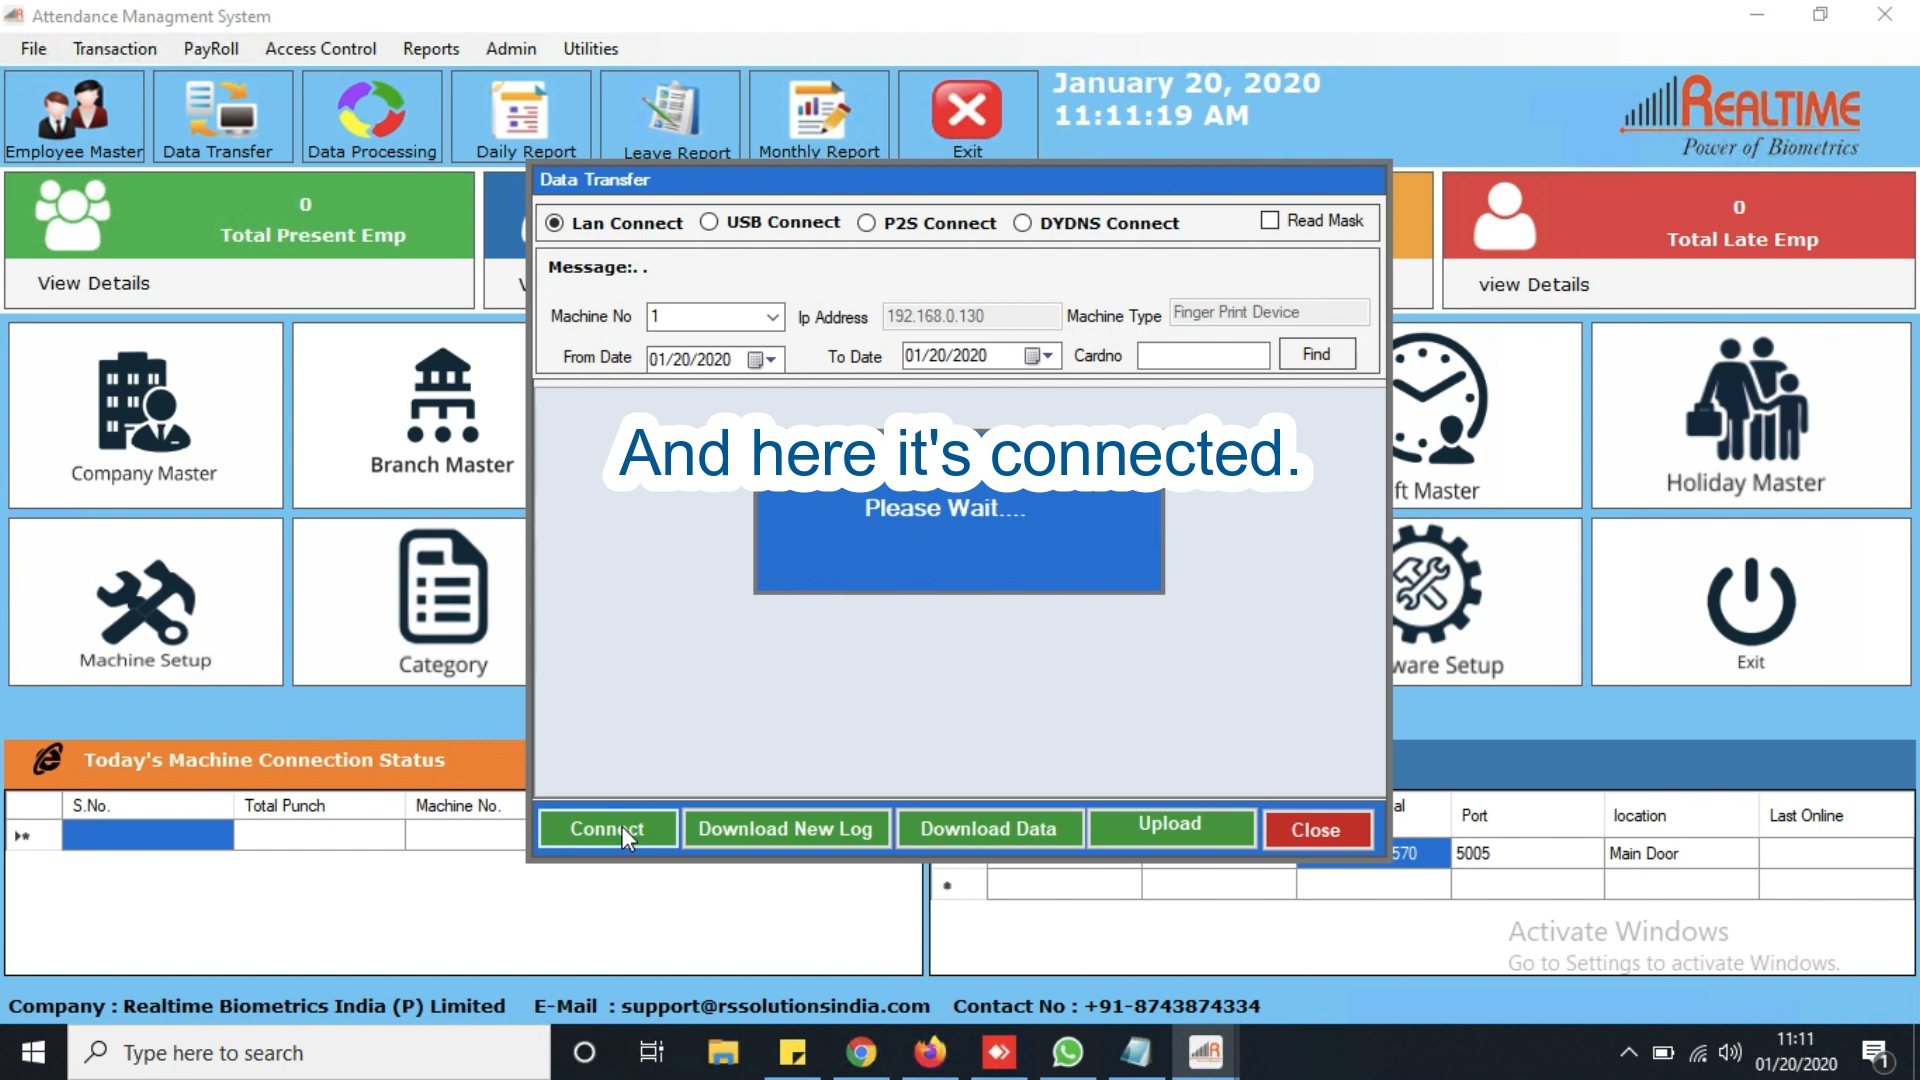 Attendance Managment System
File Transaction PayRoll Access Control Reports Admin Utilities
Employee Master Data Transfer Data Processing Daily Report Leave Report Monthly Report Exit
January 20, 2020
11:11:19 AM
REALTIME
Power of Biometrics
0
Total Present Emp
View Details
0
Total Late Emp
view Details
Data Transfer
Lan Connect USB Connect P2S Connect DYDNS Connect Read Mask
Message:. .
Machine No 1 Ip Address 192.168.0.130 Machine Type Finger Print Device
From Date 01/20/2020 To Date 01/20/2020 Cardno Find
And here it's connected.
Please Wait....
Company Master
Branch Master
ft Master
Holiday Master
Machine Setup
Category
ware Setup
Exit
Connect Download New Log Download Data Upload Close
Today's Machine Connection Status
S.No. Total Punch Machine No.
al Port location Last Online
570 5005 Main Door
Activate Windows
Go to Settings to activate Windows.
Company : Realtime Biometrics India (P) Limited E-Mail : support@rssolutionsindia.com Contact No : +91-8743874334
Type here to search
11:11
01/20/2020
1